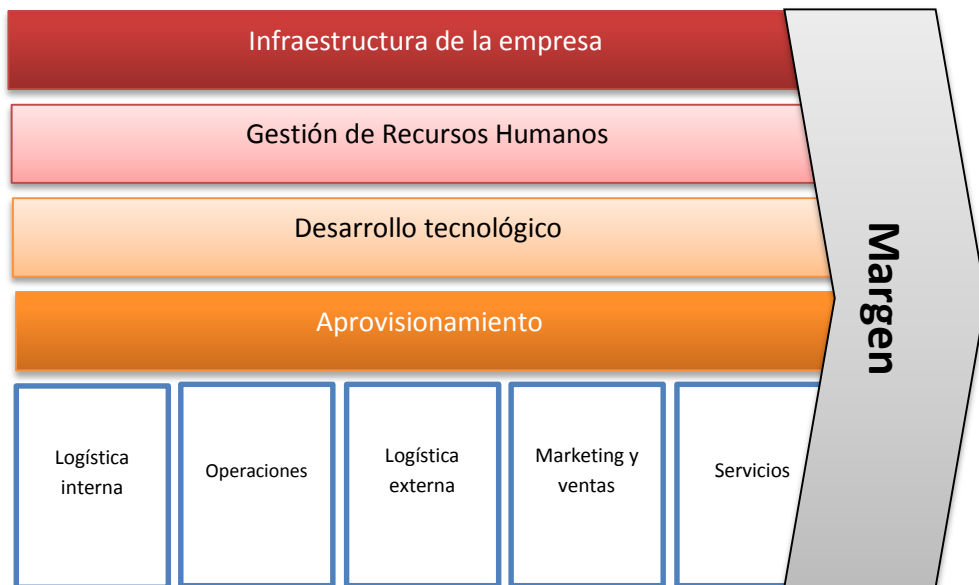 Infraestructura de la empresa
Gestión de Recursos Humanos
Desarrollo tecnológico
Aprovisionamiento
Margen
Logística
interna
Operaciones
Logística
externa
Marketing y
ventas
Servicios